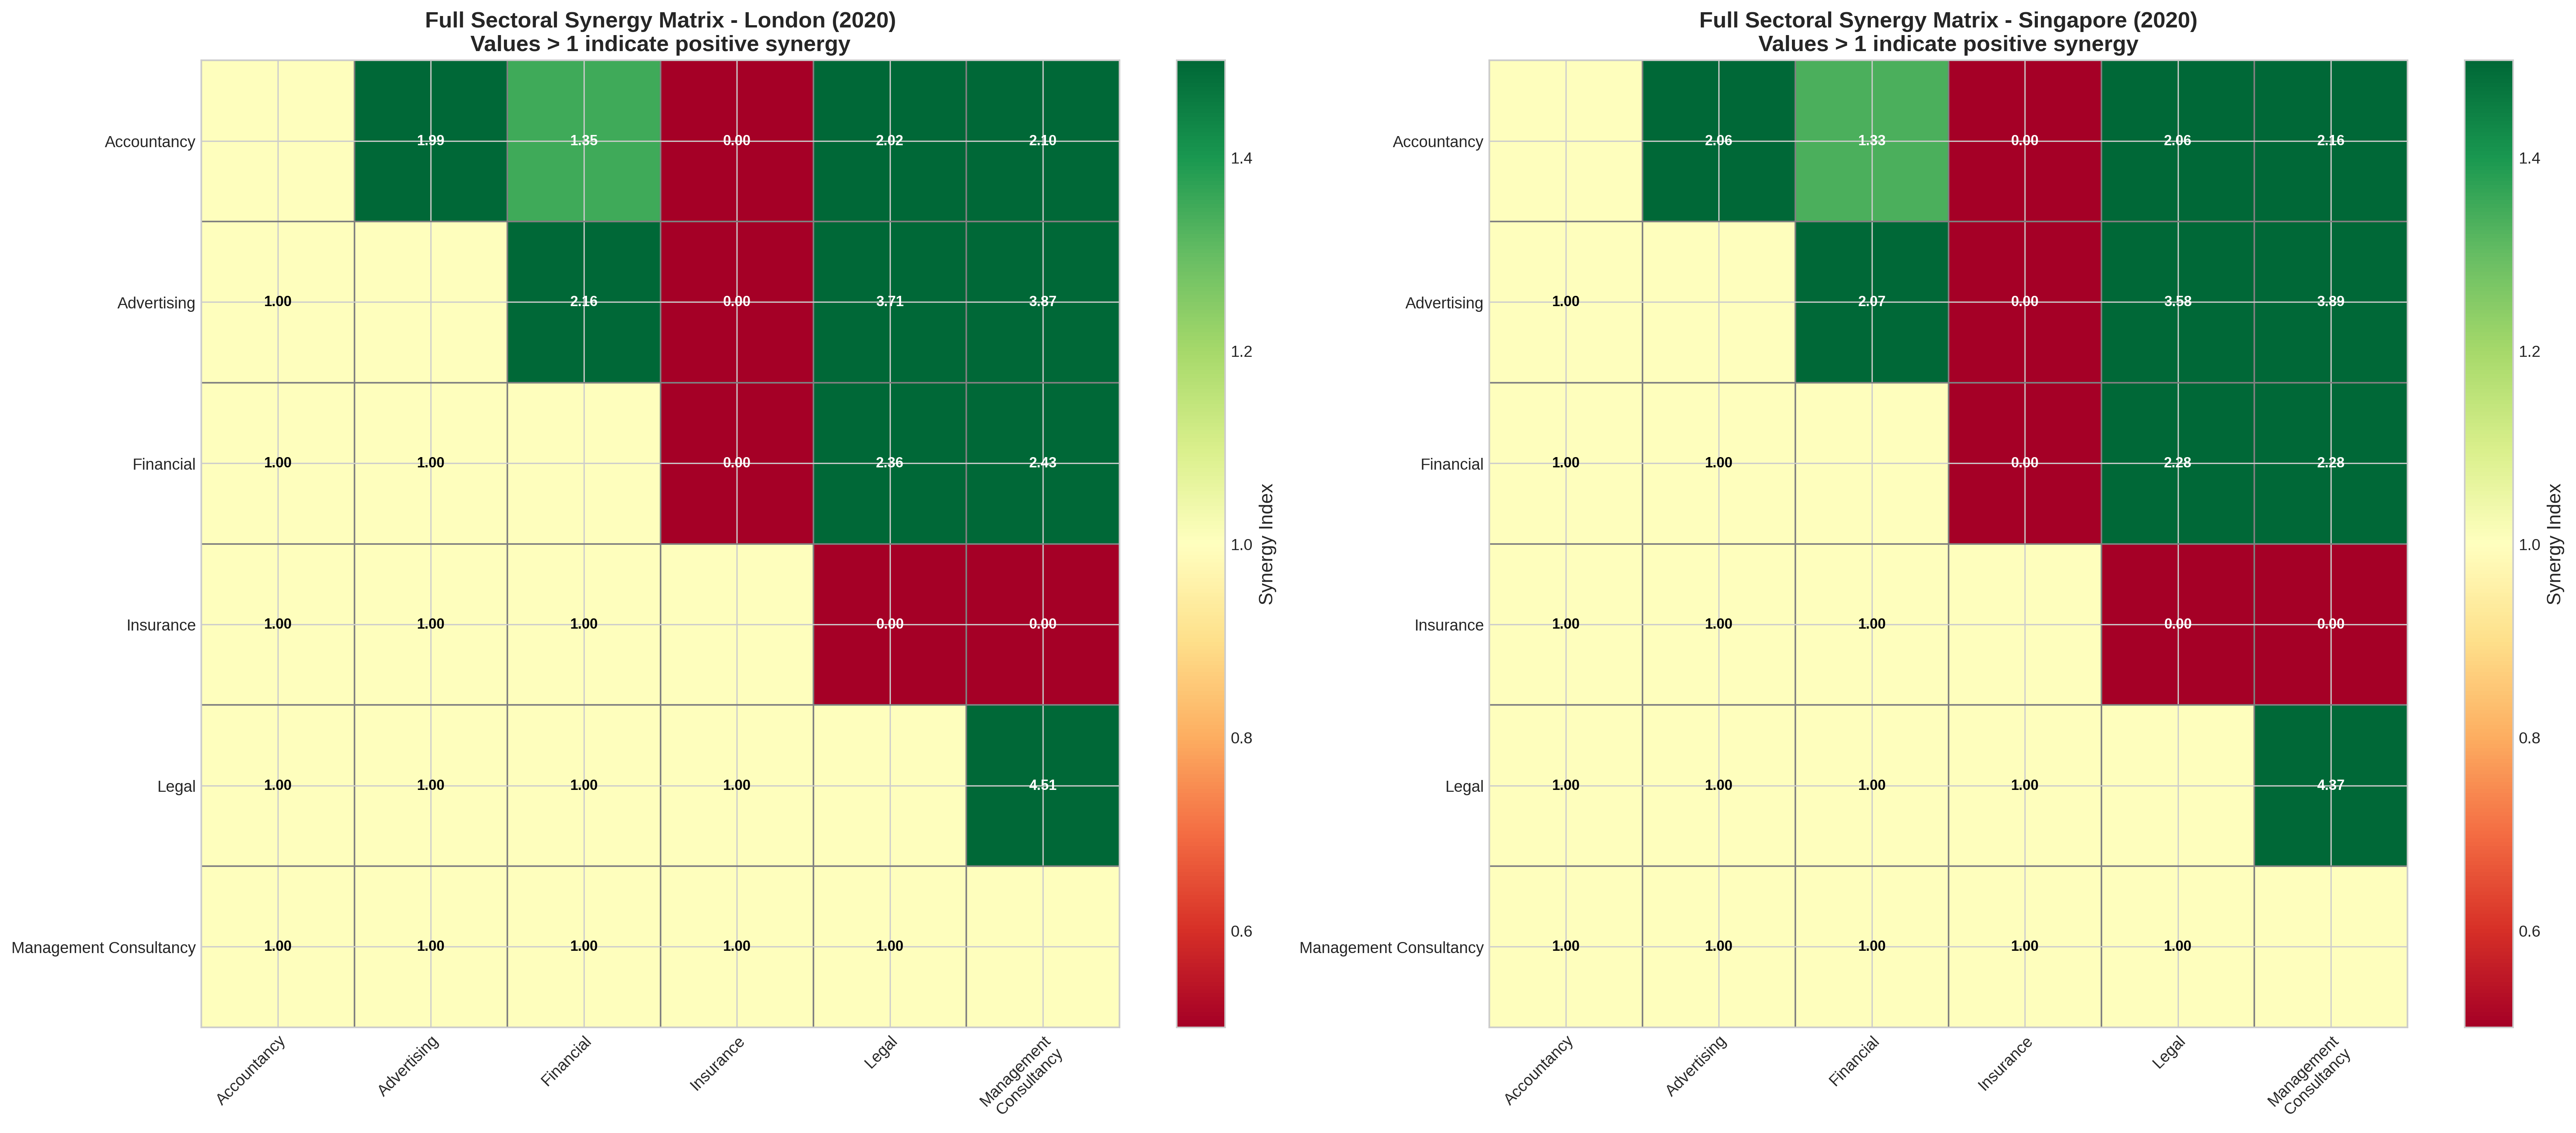 Full Sectoral Synergy Matrix - London (2020)
Values > 1 indicate positive synergy
Accountancy
1.99
1.35
0.00
2.02
2.10
Advertising
1.00
2.16
0.00
3.71
3.87
Financial
1.00
1.00
0.00
2.36
2.43
Insurance
1.00
1.00
1.00
0.00
0.00
Legal
1.00
1.00
1.00
1.00
4.51
Management Consultancy
1.00
1.00
1.00
1.00
1.00
Accountancy
Advertising
Financial
Insurance
Legal
Management
Consultancy
1.4
1.2
1.0
0.8
0.6
Synergy Index
Full Sectoral Synergy Matrix - Singapore (2020)
Values > 1 indicate positive synergy
Accountancy
2.06
1.33
0.00
2.06
2.16
Advertising
1.00
2.07
0.00
3.58
3.89
Financial
1.00
1.00
0.00
2.28
2.28
Insurance
1.00
1.00
1.00
0.00
0.00
Legal
1.00
1.00
1.00
1.00
4.37
Management Consultancy
1.00
1.00
1.00
1.00
1.00
Accountancy
Advertising
Financial
Insurance
Legal
Management
Consultancy
1.4
1.2
1.0
0.8
0.6
Synergy Index